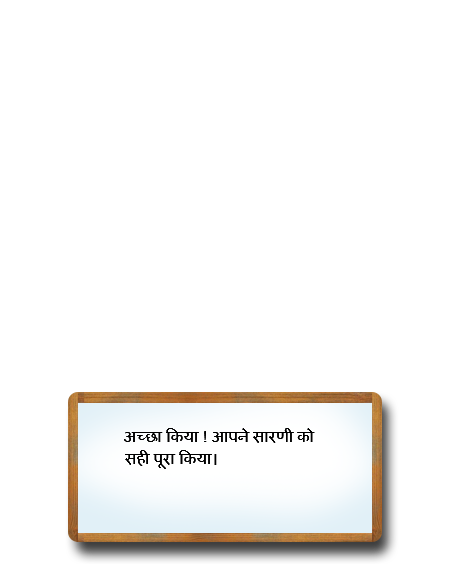 अच्छा किया ! आपने सारणी को
सही पूरा किया।